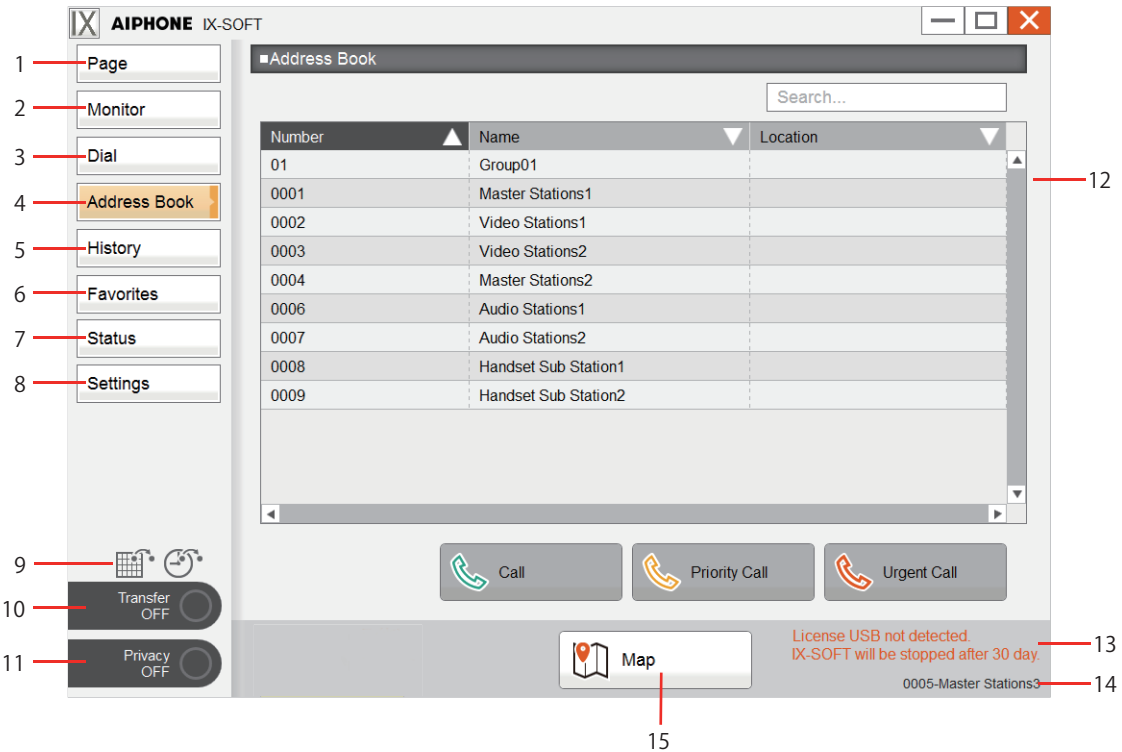 IX AIPHONE IX-SOFT
1 Page
2 Monitor
3 Dial
4 Address Book
5 History
6 Favorites
7 Status
8 Settings
9
10 Transfer
OFF
11 Privacy
OFF
■Address Book
Search...
Number Name Location
01 Group01
0001 Master Stations1
0002 Video Stations1
0003 Video Stations2
0004 Master Stations2
0006 Audio Stations1
0007 Audio Stations2
0008 Handset Sub Station1
0009 Handset Sub Station2
12
Call Priority Call Urgent Call
Map
License USB not detected.
IX-SOFT will be stopped after 30 day.
13
0005-Master Stations3 14
15